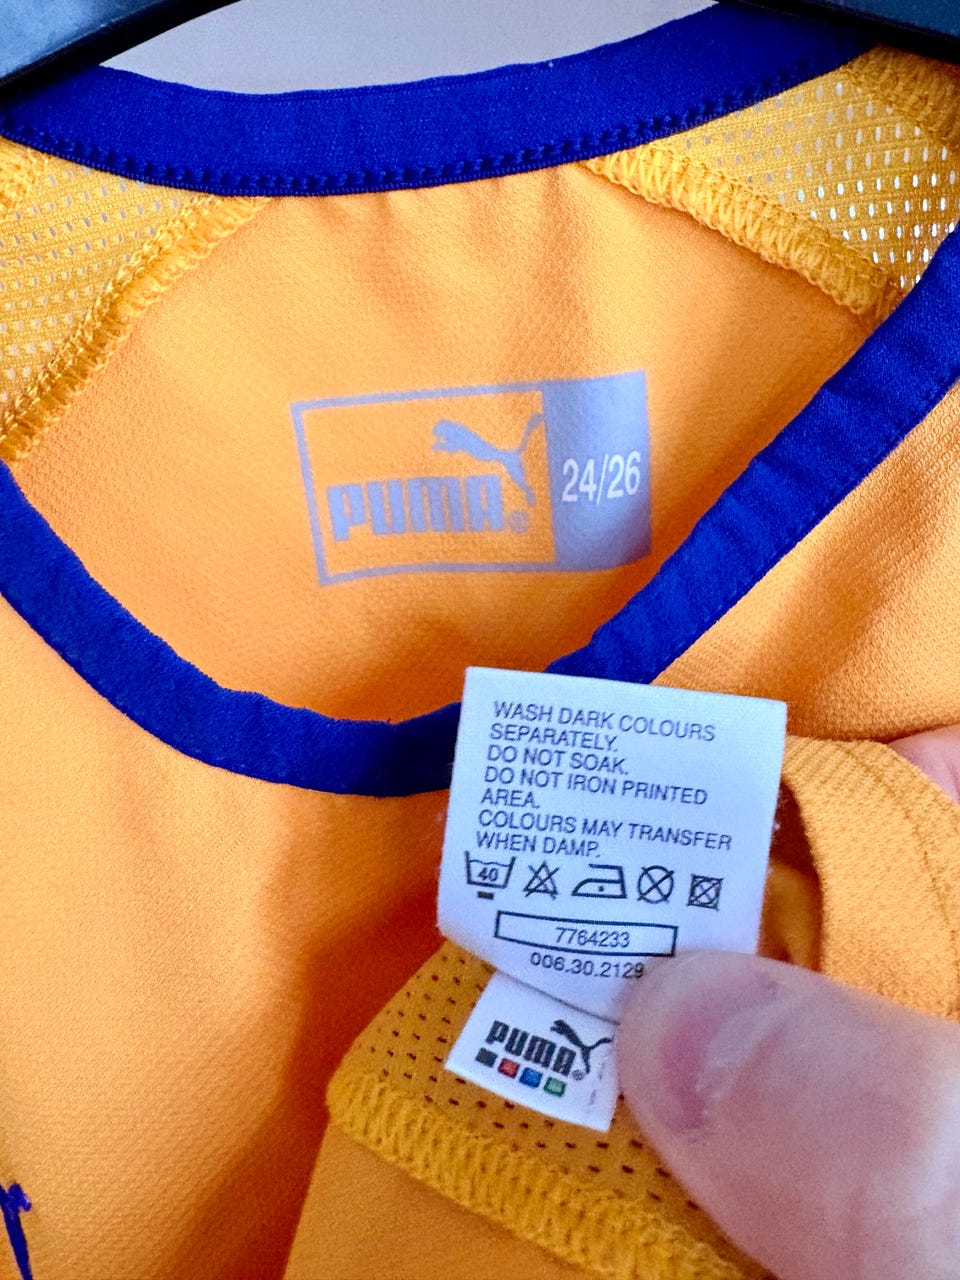 PUMA®
24/26
WASH DARK COLOURS
SEPARATELY.
DO NOT SOAK.
DO NOT IRON PRINTED
AREA.
COLOURS MAY TRANSFER
WHEN DAMP.
40
7764233
006.30.2129
PUMA®